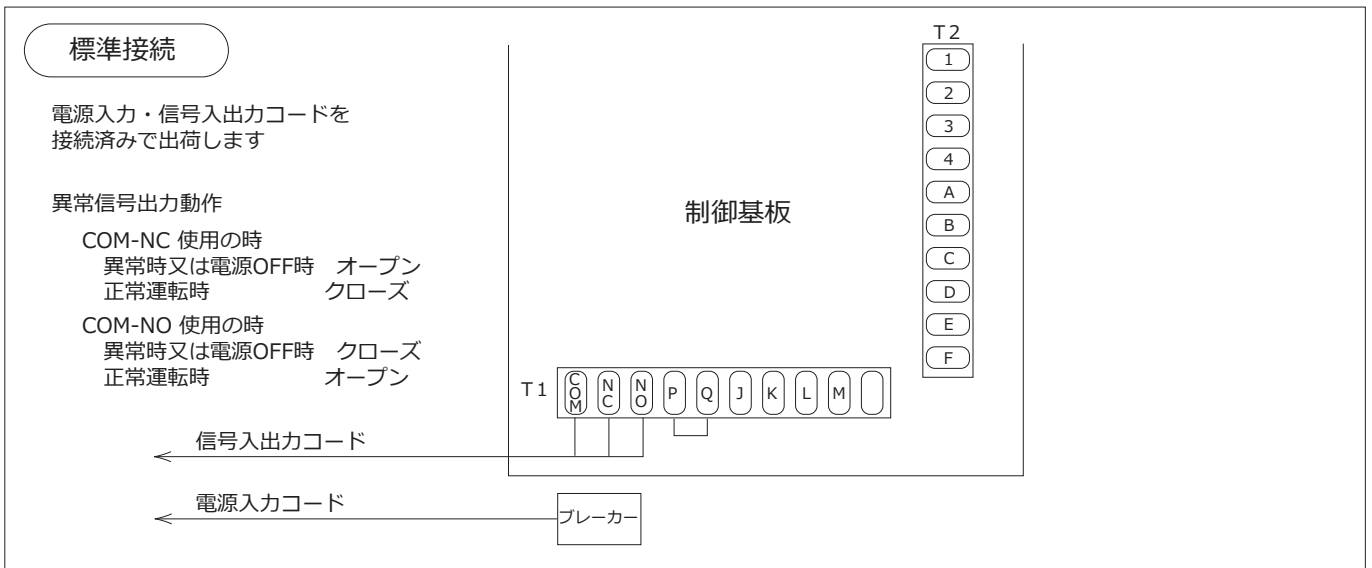 標準接続
電源入力・信号入出力コードを
接続済みで出荷します
異常信号出力動作
COM-NC 使用の時
異常時又は電源OFF時 オープン
正常運転時 クローズ
COM-NO 使用の時
異常時又は電源OFF時 クローズ
正常運転時 オープン
制御基板
T2
1
2
3
4
A
B
C
D
E
F
T1
COM
NC
NO
P
Q
J
K
L
M
信号入出力コード
電源入力コード
ブレーカー